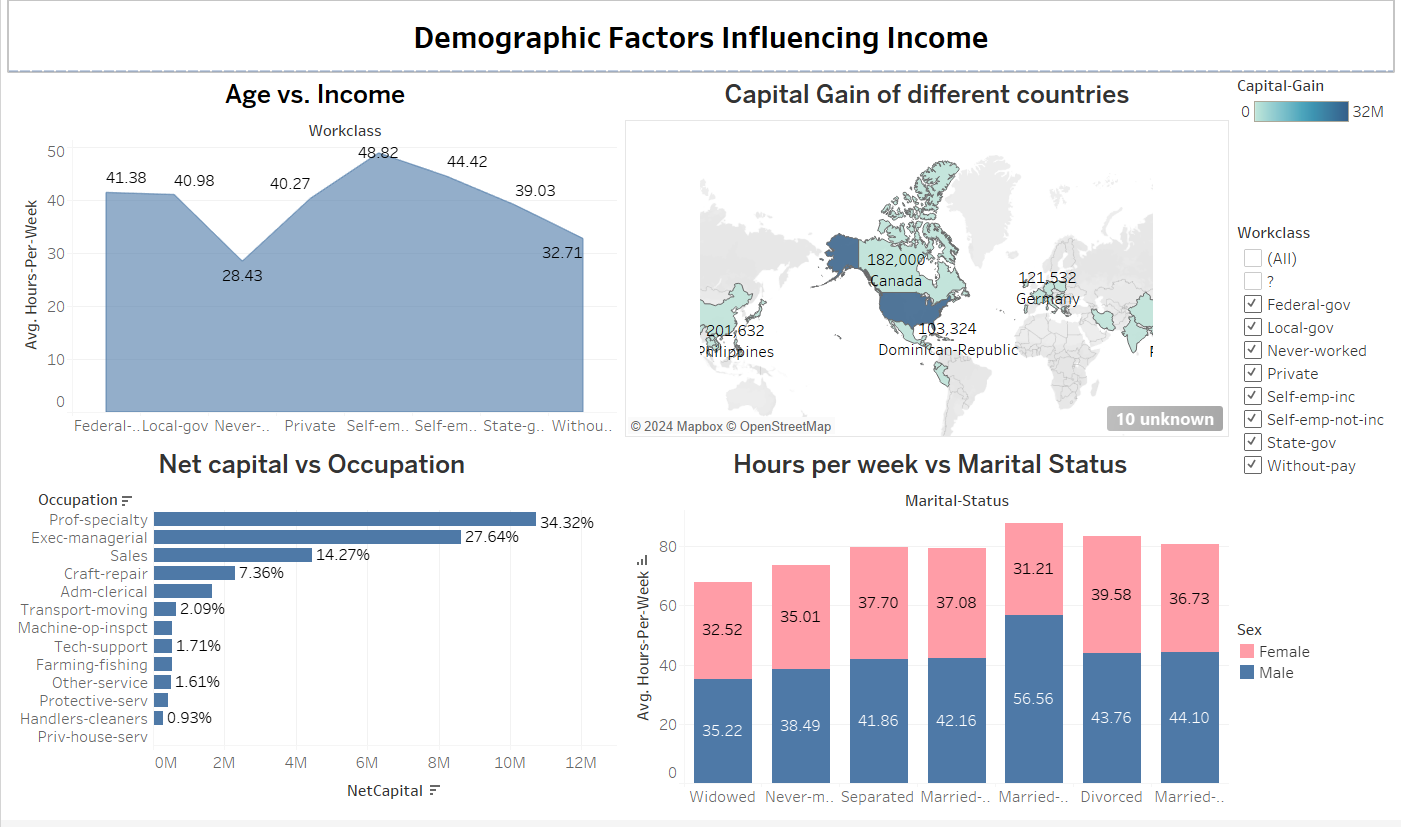 Demographic Factors Influencing Income
Age vs. Income
Workclass
Avg. Hours-Per-Week
50
40
30
20
10
0
41.38
40.98
28.43
40.27
48.82
44.42
39.03
32.71
Federal-..
Local-gov
Never-..
Private
Self-em..
Self-em..
State-g..
Withou..
Capital Gain of different countries
182,000
Canada
121,532
Germany
201,632
Philippines
103,324
Dominican-Republic
10 unknown
© 2024 Mapbox © OpenStreetMap
Capital-Gain
0
32M
Workclass
(All)
?
Federal-gov
Local-gov
Never-worked
Private
Self-emp-inc
Self-emp-not-inc
State-gov
Without-pay
Net capital vs Occupation
Occupation
Prof-specialty
34.32%
Exec-managerial
27.64%
Sales
14.27%
Craft-repair
7.36%
Adm-clerical
Transport-moving
2.09%
Machine-op-inspct
Tech-support
1.71%
Farming-fishing
Other-service
1.61%
Protective-serv
Handlers-cleaners
0.93%
Priv-house-serv
0M
2M
4M
6M
8M
10M
12M
NetCapital
Hours per week vs Marital Status
Marital-Status
Avg. Hours-Per-Week
80
60
40
20
0
32.52
35.01
37.70
37.08
31.21
39.58
36.73
35.22
38.49
41.86
42.16
56.56
43.76
44.10
Widowed
Never-m..
Separated
Married-..
Married-..
Divorced
Married-..
Sex
Female
Male